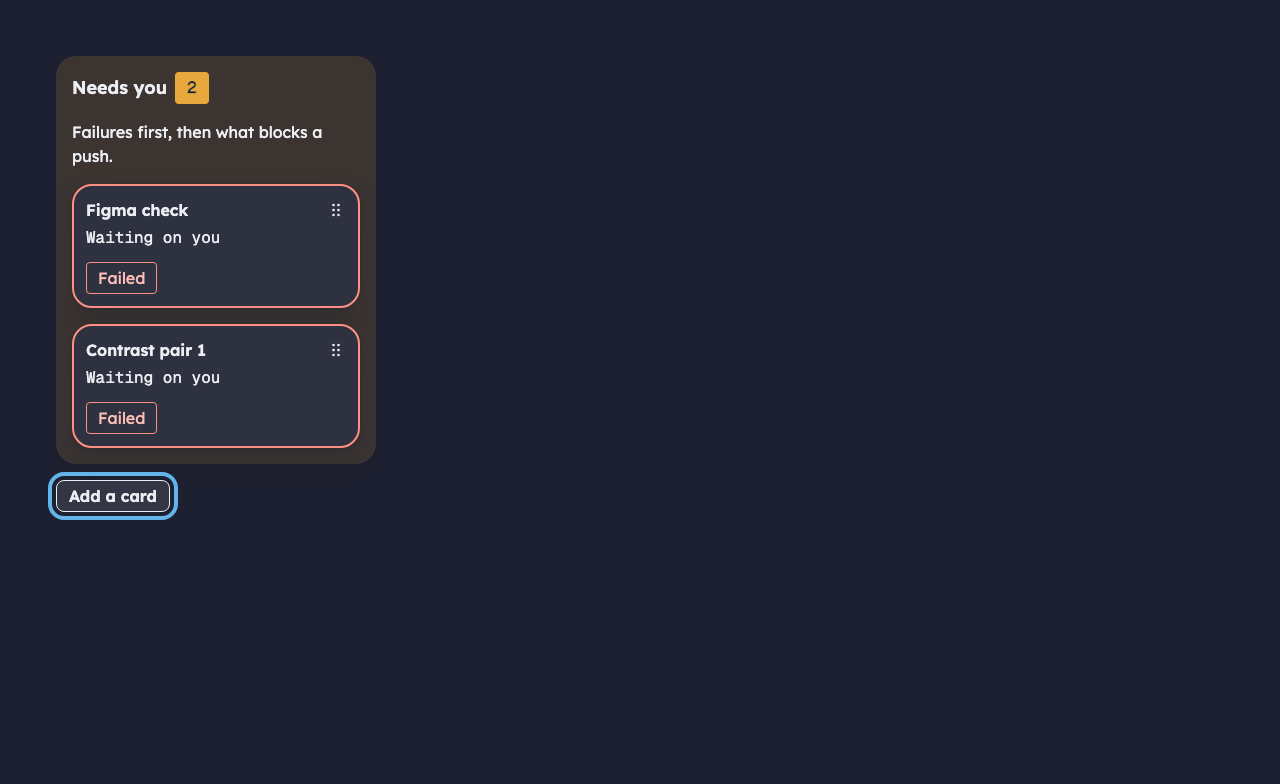 Needs you 2
Failures first, then what blocks a
push.
Figma check
Waiting on you
Failed
Contrast pair 1
Waiting on you
Failed
Add a card